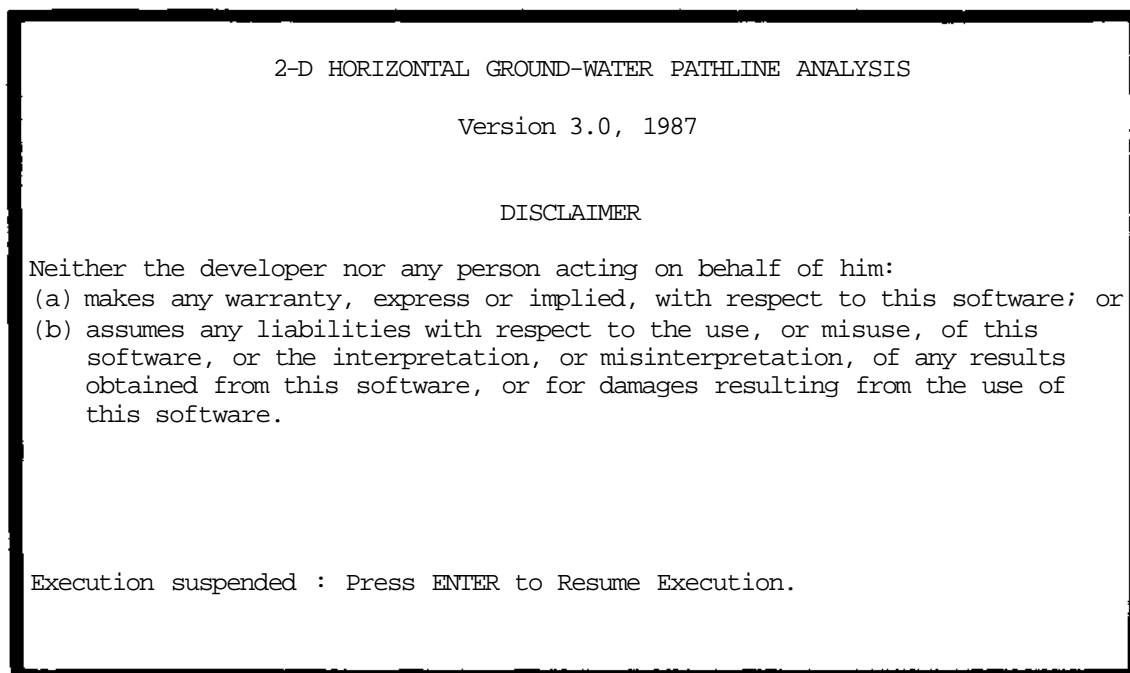 2-D HORIZONTAL GROUND-WATER PATHLINE ANALYSIS
Version 3.0, 1987
DISCLAIMER
Neither the developer nor any person acting on behalf of him:
(a) makes any warranty, express or implied, with respect to this software; or
(b) assumes any liabilities with respect to the use, or misuse, of this
software, or the interpretation, or misinterpretation, of any results
obtained from this software, or for damages resulting from the use of
this software.
Execution suspended : Press ENTER to Resume Execution.